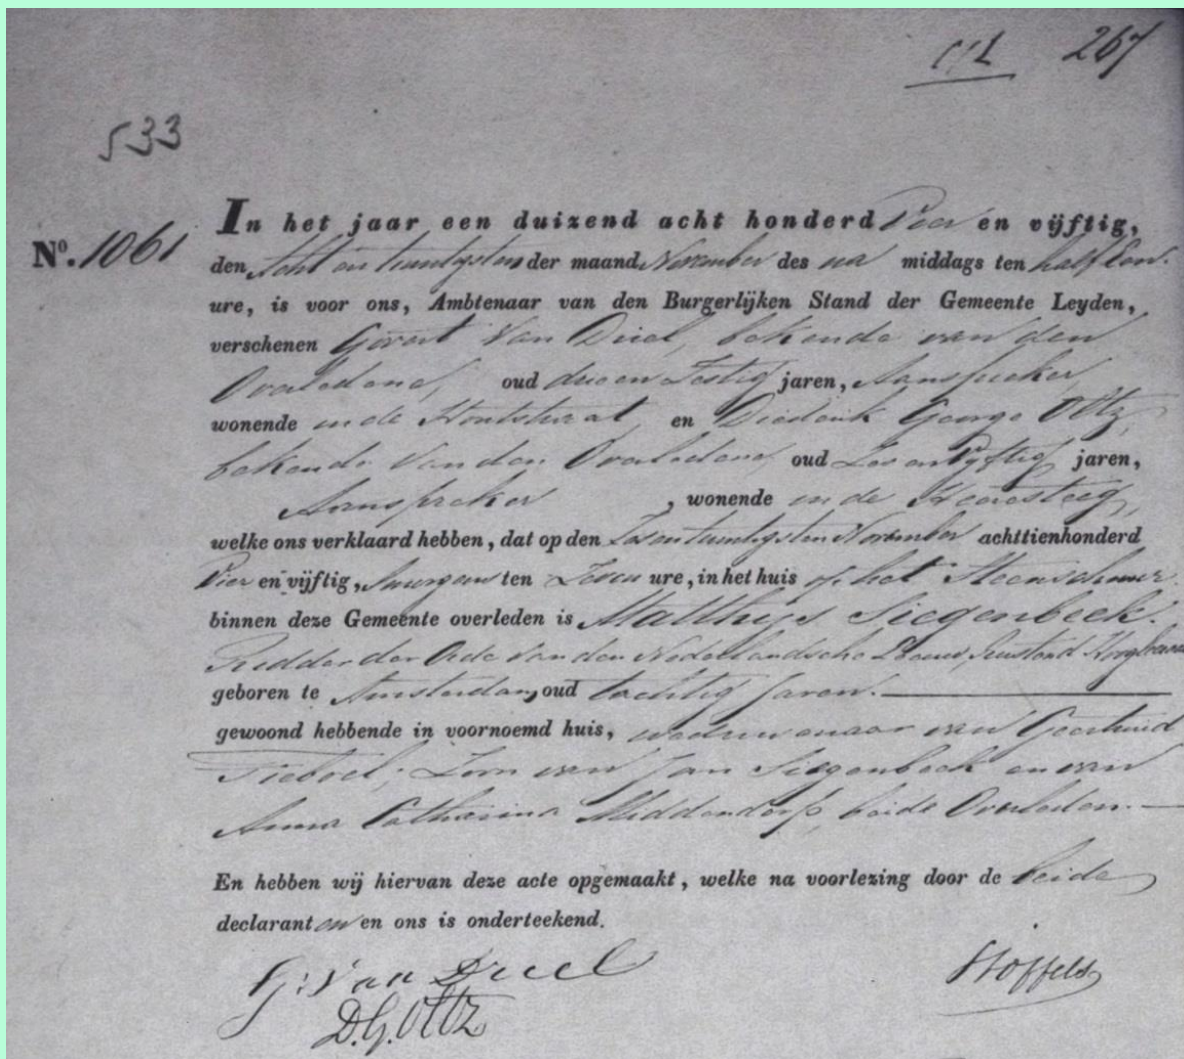 267
533
N.º 1061
In het jaar een duizend acht honderd Vier en vijftig,
den Acht en twintigsten der maand November des na middags ten half Een
ure, is voor ons, Ambtenaar van den Burgerlijken Stand der Gemeente Leyden,
verschenen Govert van Driel, bekende van den
Overledene, oud drie en Zestig jaren, Aanspreker,
wonende in de Houtstraat, en Diederik George Ottz,
bekende van den Overledene, oud Zes en Vijftig jaren,
Aanspreker, wonende in de Heeresteeg,
welke ons verklaard hebben, dat op den Zes en twintigsten November achttienhonderd
Vier en vijftig, smorgens ten Zeven ure, in het huis op het Steenschuur
binnen deze Gemeente overleden is Matthijs Siegenbeek.
Ridder der Orde van den Nederlandsche Leeuw, rustend Hoogleeraar
geboren te Amsterdam, oud tachtig jaren.
gewoond hebbende in voornoemd huis, weduwenaar van Geertruid
Tieboel; Zoon van Jan Siegenbeek en van
Anna Catharina Middendorp, beide Overleden.
En hebben wij hiervan deze acte opgemaakt, welke na voorlezing door de beide
declaranten en ons is onderteekend.
G: Van Driel
Stoffels
D.G. Ottz